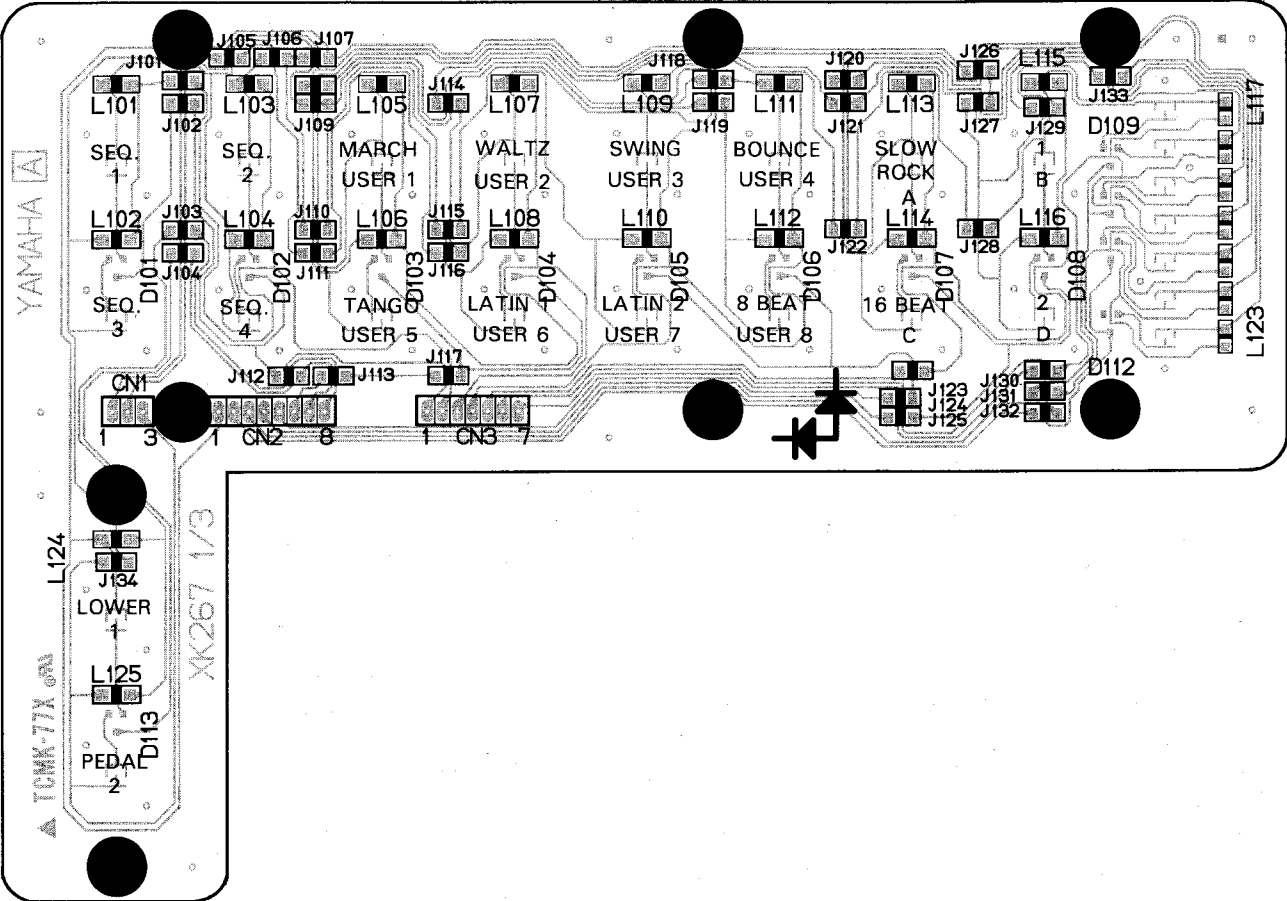 J105 J106 J107
J101
L101
J102
L103
J109
L105
J114
L107
J118
L109
J119
L111
J120
J121
L113
J126
J127
L115
J129
J133
L117
D109
SEQ.
1
SEQ.
2
MARCH
USER 1
WALTZ
USER 2
SWING
USER 3
BOUNCE
USER 4
SLOW
ROCK
A
1
B
YAMAHA A
L102
J103
J104
D101
L104
J110
J111
D102
L106
J115
J116
D103
L108
D104
L110
D105
L112
D106
J122
L114
D107
J128
L116
D108
SEQ.
3
SEQ.
4
TANGO
USER 5
LATIN 1
USER 6
LATIN 2
USER 7
8 BEAT
USER 8
16 BEAT
C
2
D
L123
D112
J112
J113
J117
CN1
1 3
1 CN2 8
1 CN3 7
J123
J124
J125
J130
J131
J132
L124
J134
LOWER
1
XK267 1/3
L125
D113
PEDAL
2
TCMK-77X